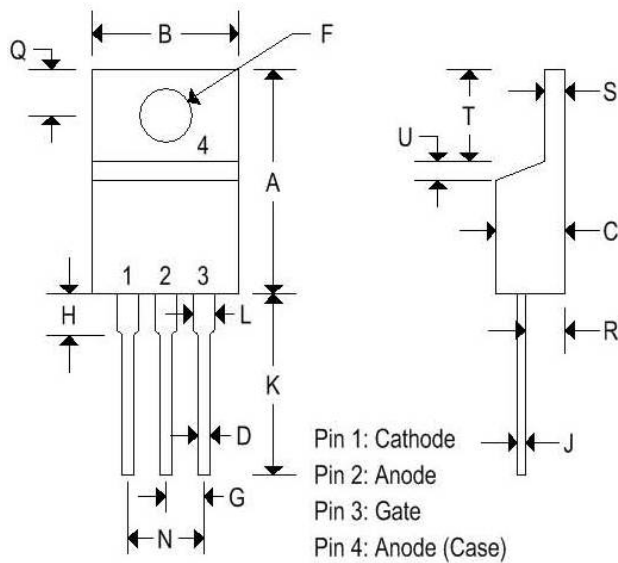 B
F
Q
4
S
T
U
A
C
1 2 3
H
L
R
K
D
J
G
N
Pin 1: Cathode
Pin 2: Anode
Pin 3: Gate
Pin 4: Anode (Case)